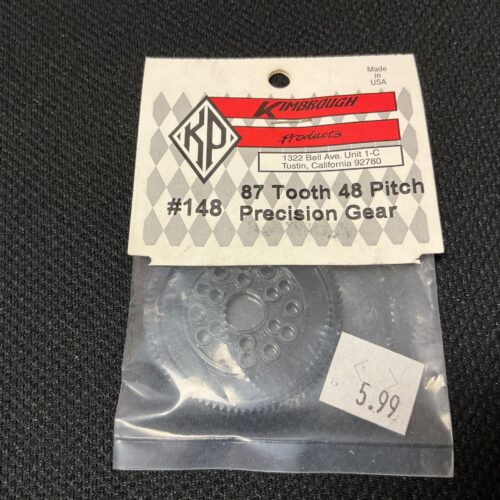 Made
in
USA
KP
KIMBROUGH
Products
1322 Bell Ave. Unit 1-C
Tustin, California 92780
#148 87 Tooth 48 Pitch
Precision Gear
5.99